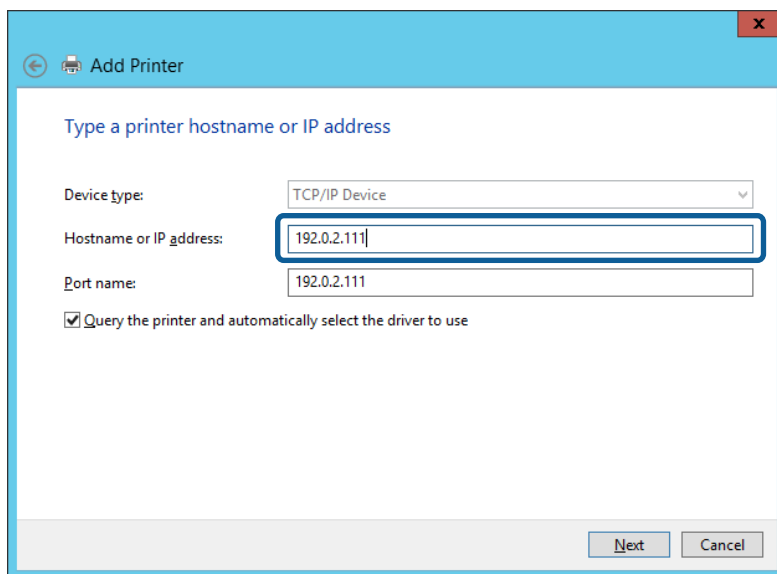 x
Add Printer
Type a printer hostname or IP address
Device type: TCP/IP Device
Hostname or IP address: 192.0.2.111
Port name: 192.0.2.111
Query the printer and automatically select the driver to use
Next Cancel